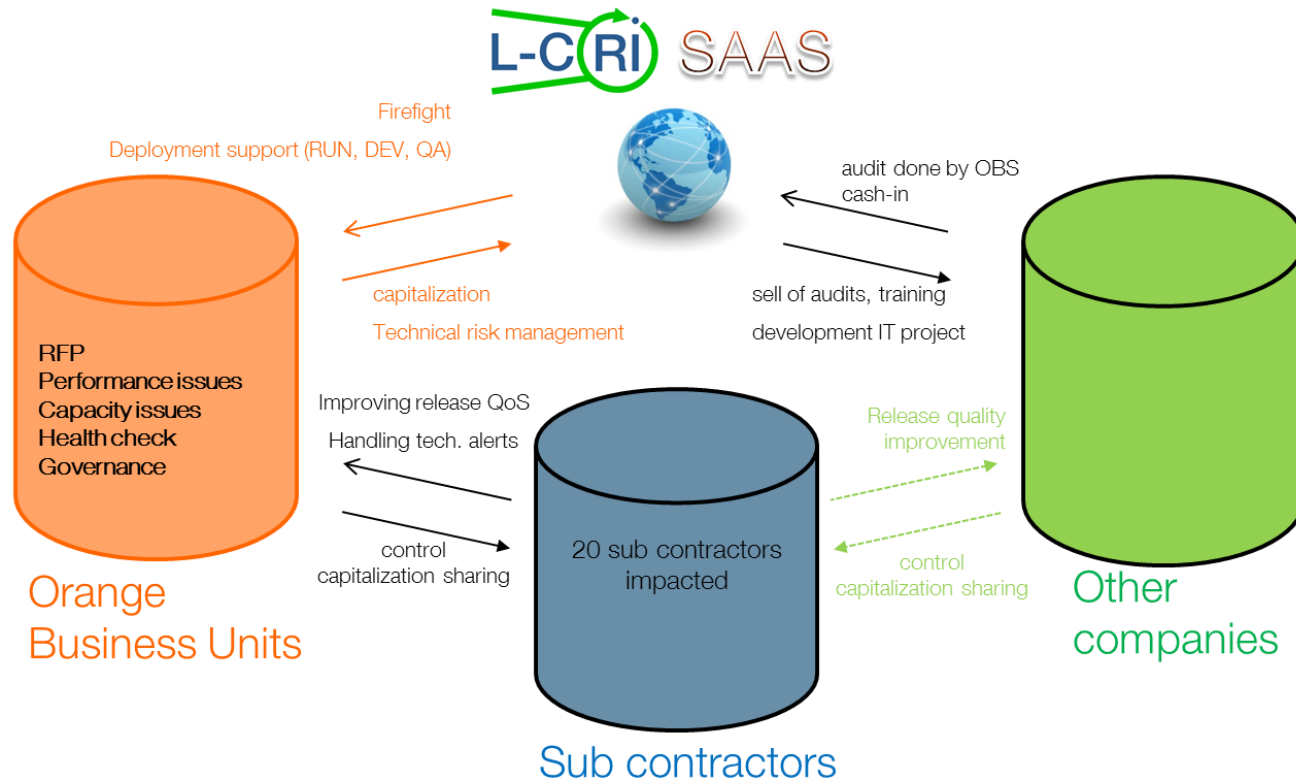 L-CRi SAAS
Firefight
Deployment support (RUN, DEV, QA)
audit done by OBS
cash-in
capitalization
Technical risk management
sell of audits, training
development IT project
RFP
Performance issues
Capacity issues
Health check
Governance
Improving release QoS
Handling tech. alerts
Release quality
improvement
control
capitalization sharing
20 sub contractors
impacted
control
capitalization sharing
Orange
Business Units
Other
companies
Sub contractors